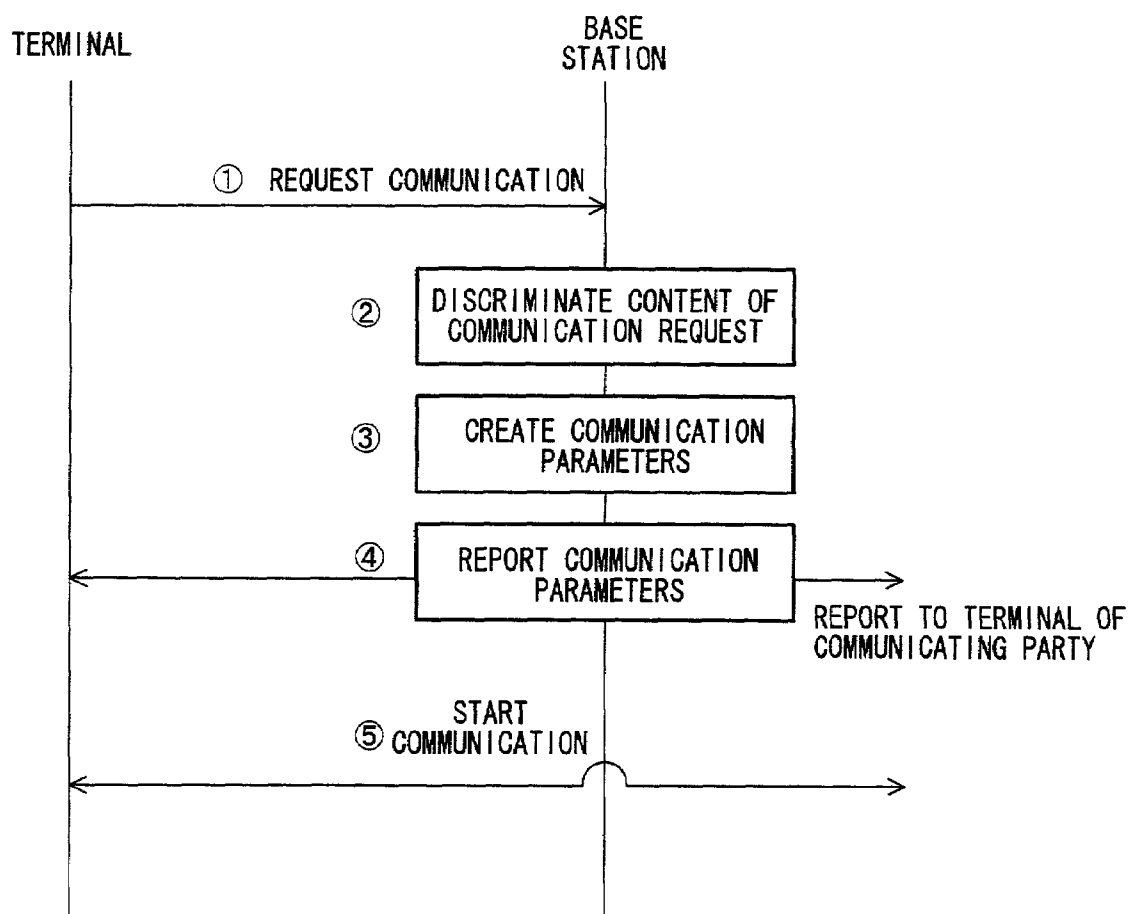 TERMINAL
BASE
STATION
① REQUEST COMMUNICATION
② DISCRIMINATE CONTENT OF
COMMUNICATION REQUEST
③ CREATE COMMUNICATION
PARAMETERS
④ REPORT COMMUNICATION
PARAMETERS
REPORT TO TERMINAL OF
COMMUNICATING PARTY
START
⑤ COMMUNICATION